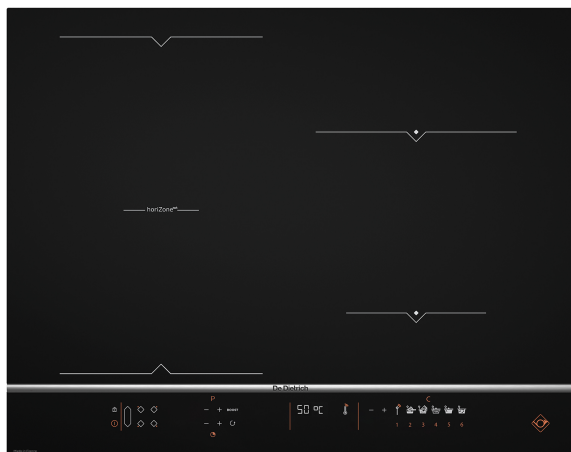 horiZone
De Dietrich
P
C
− + BOOST
50 °C
− +
− +
1 2 3 4 5 6